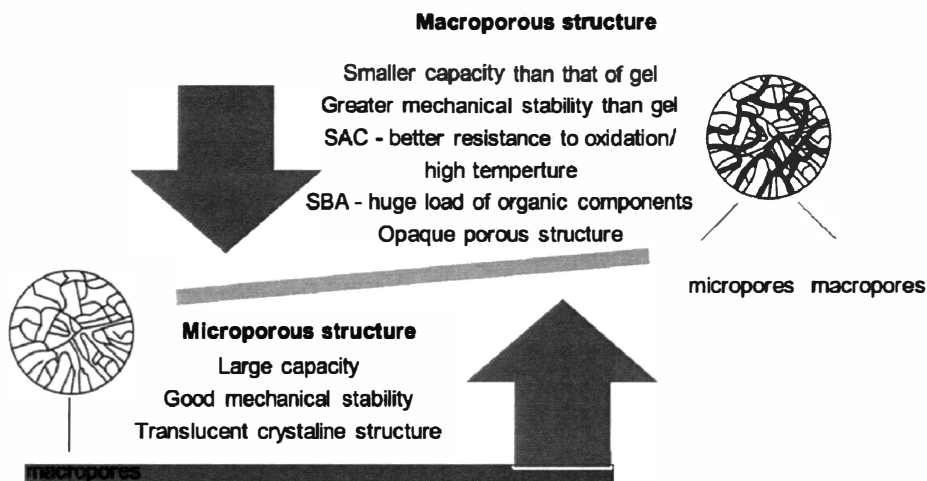 Macroporous structure
Smaller capacity than that of gel
Greater mechanical stability than gel
SAC - better resistance to oxidation/
high temperture
SBA - huge load of organic components
Opaque porous structure
micropores macropores
Microporous structure
Large capacity
Good mechanical stability
Translucent crystaline structure
macropores